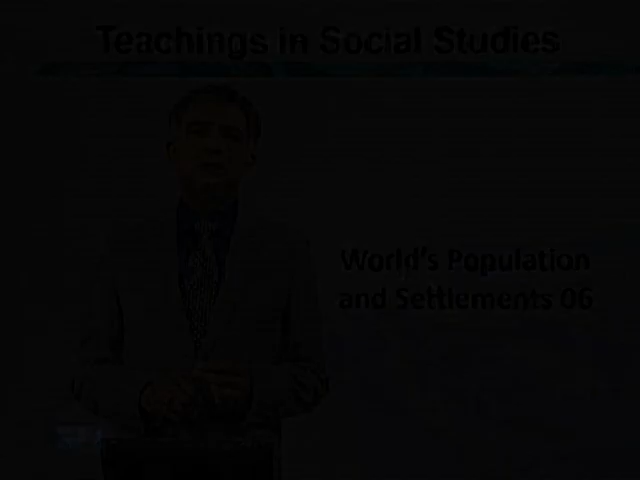 Teachings in Social Studies
World's Population
and Settlements 06